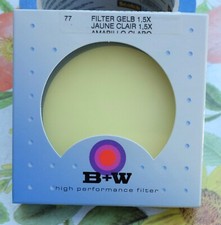 77 FILTER GELB 1,5X
JAUNE CLAIR 1,5X
AMARILLO CLARO
B+W
high performance filter